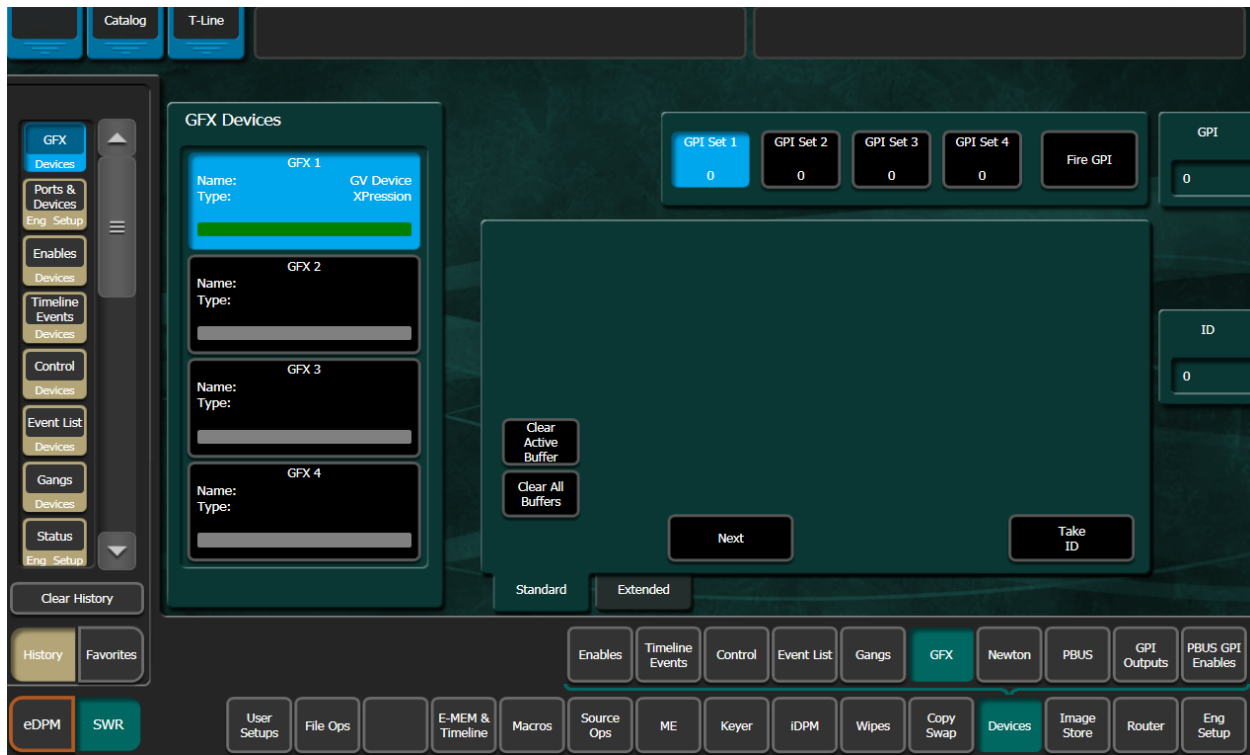 Catalog
T-Line
GFX
Devices
Ports &
Devices
Eng Setup
Enables
Devices
Timeline
Events
Devices
Control
Devices
Event List
Devices
Gangs
Devices
Status
Eng Setup
Clear History
History
Favorites
eDPM
SWR
GFX Devices
GFX 1
Name: GV Device
Type: XPression
GFX 2
Name:
Type:
GFX 3
Name:
Type:
GFX 4
Name:
Type:
GPI Set 1
0
GPI Set 2
0
GPI Set 3
0
GPI Set 4
0
Fire GPI
GPI
0
ID
0
Clear
Active
Buffer
Clear All
Buffers
Next
Take
ID
Standard
Extended
Enables
Timeline
Events
Control
Event List
Gangs
GFX
Newton
PBUS
GPI
Outputs
PBUS GPI
Enables
User
Setups
File Ops
E-MEM &
Timeline
Macros
Source
Ops
ME
Keyer
iDPM
Wipes
Copy
Swap
Devices
Image
Store
Router
Eng
Setup